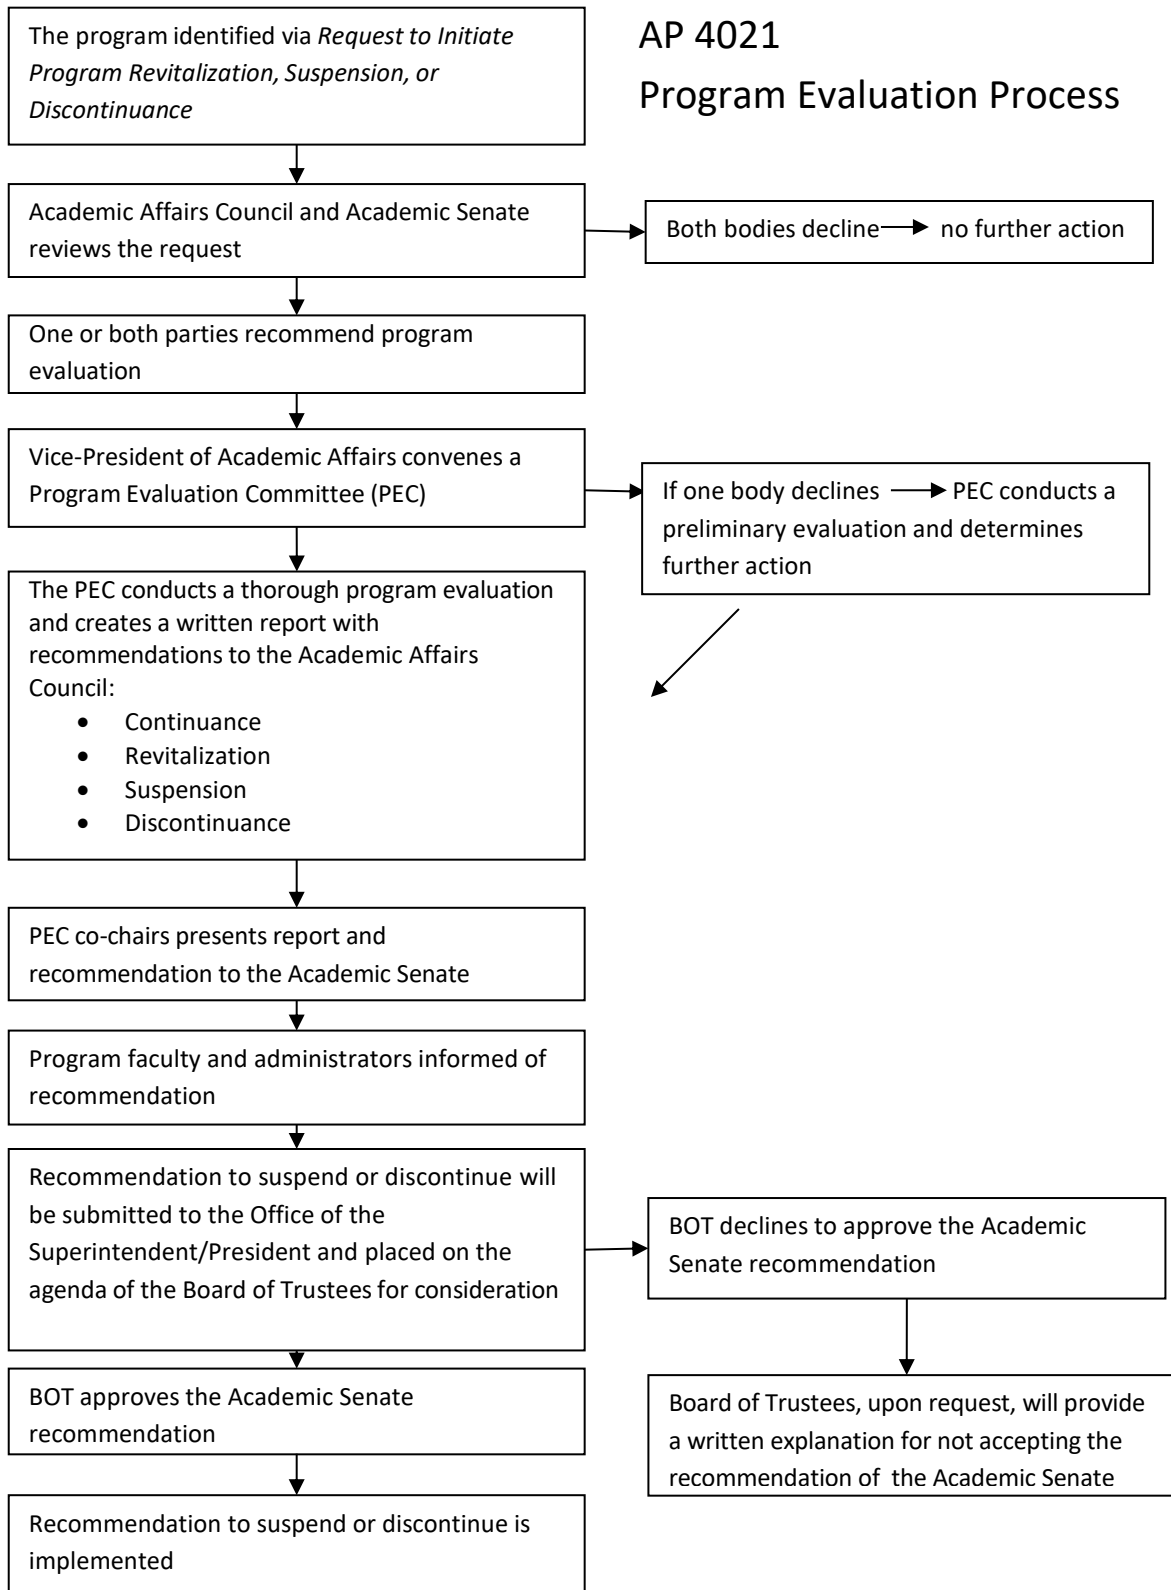 AP 4021
Program Evaluation Process
The program identified via Request to Initiate
Program Revitalization, Suspension, or
Discontinuance
Academic Affairs Council and Academic Senate
reviews the request
Both bodies decline no further action
One or both parties recommend program
evaluation
Vice-President of Academic Affairs convenes a
Program Evaluation Committee (PEC)
If one body declines PEC conducts a
preliminary evaluation and determines
further action
The PEC conducts a thorough program evaluation
and creates a written report with
recommendations to the Academic Affairs
Council:
• Continuance
• Revitalization
• Suspension
• Discontinuance
PEC co-chairs presents report and
recommendation to the Academic Senate
Program faculty and administrators informed of
recommendation
Recommendation to suspend or discontinue will
be submitted to the Office of the
Superintendent/President and placed on the
agenda of the Board of Trustees for consideration
BOT declines to approve the Academic
Senate recommendation
BOT approves the Academic Senate
recommendation
Board of Trustees, upon request, will provide
a written explanation for not accepting the
recommendation of the Academic Senate
Recommendation to suspend or discontinue is
implemented